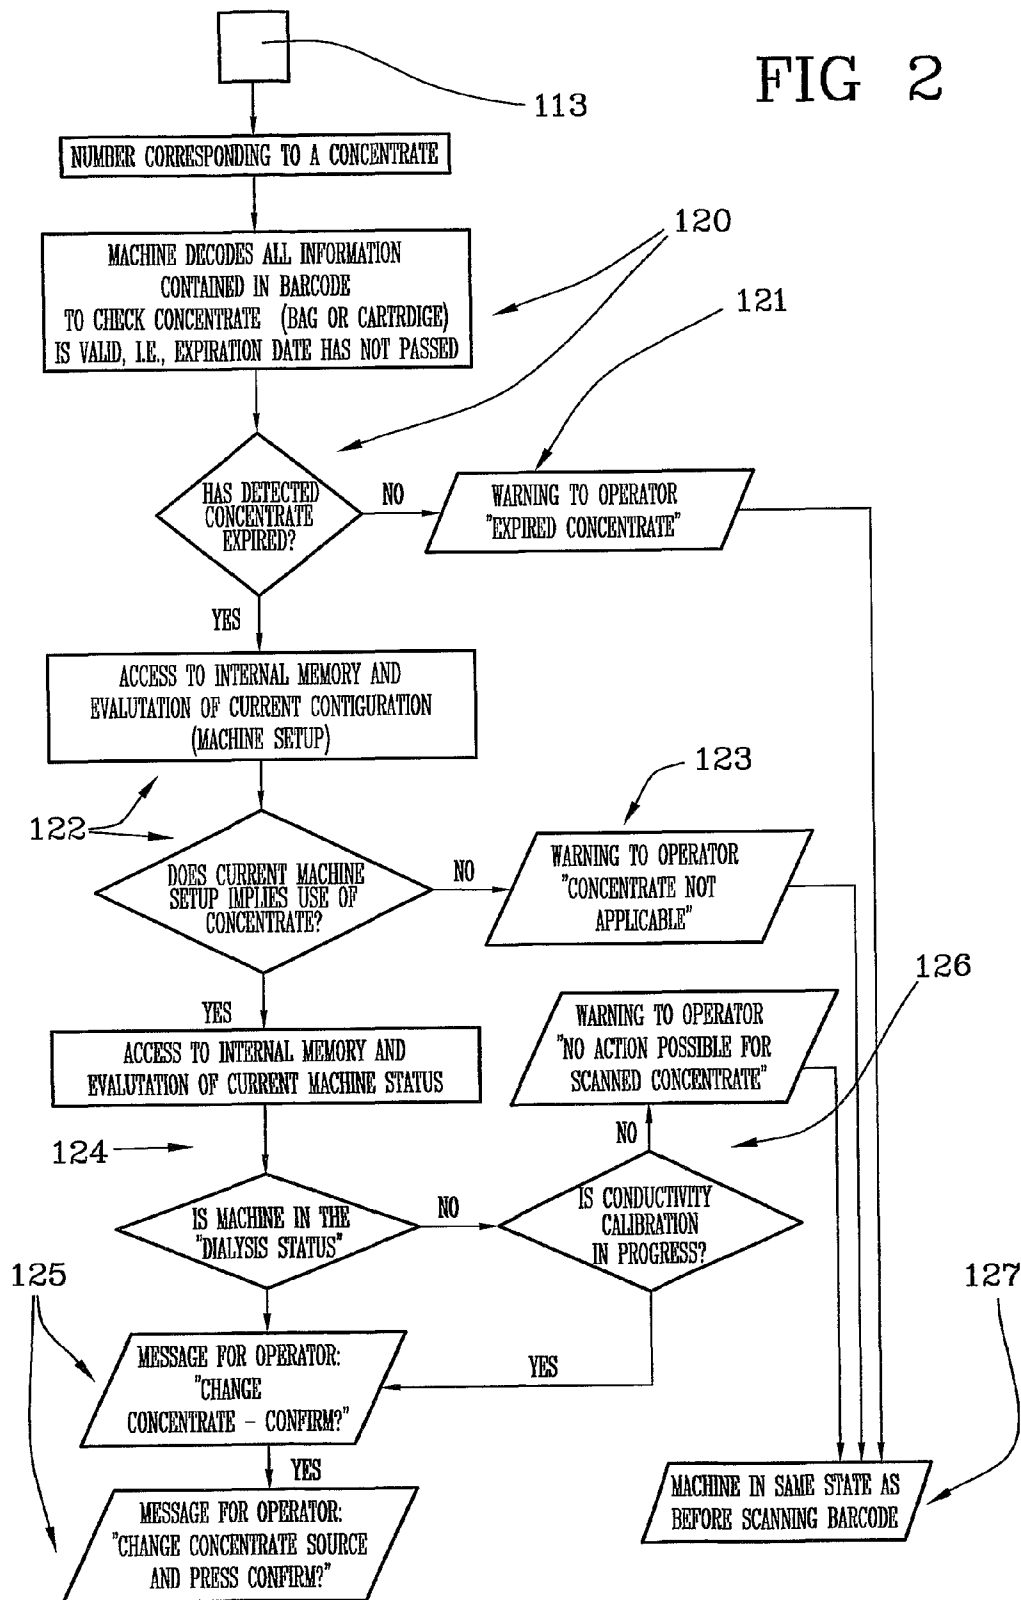 FIG 2
113
NUMBER CORRESPONDING TO A CONCENTRATE
120
MACHINE DECODES ALL INFORMATION
CONTAINED IN BARCODE
TO CHECK CONCENTRATE (BAG OR CARTRDIGE)
IS VALID, I.E., EXPIRATION DATE HAS NOT PASSED
121
HAS DETECTED
CONCENTRATE
EXPIRED?
NO
WARNING TO OPERATOR
"EXPIRED CONCENTRATE"
YES
ACCESS TO INTERNAL MEMORY AND
EVALUTATION OF CURRENT CONTIGURATION
(MACHINE SETUP)
122
123
DOES CURRENT MACHINE
SETUP IMPLIES USE OF
CONCENTRATE?
NO
WARNING TO OPERATOR
"CONCENTRATE NOT
APPLICABLE"
126
YES
ACCESS TO INTERNAL MEMORY AND
EVALUTATION OF CURRENT MACHINE STATUS
WARNING TO OPERATOR
"NO ACTION POSSIBLE FOR
SCANNED CONCENTRATE"
NO
124
IS MACHINE IN THE
"DIALYSIS STATUS"
NO
IS CONDUCTIVITY
CALIBRATION
IN PROGRESS?
125
127
MESSAGE FOR OPERATOR:
"CHANGE
CONCENTRATE - CONFIRM?"
YES
YES
MESSAGE FOR OPERATOR:
"CHANGE CONCENTRATE SOURCE
AND PRESS CONFIRM?"
MACHINE IN SAME STATE AS
BEFORE SCANNING BARCODE